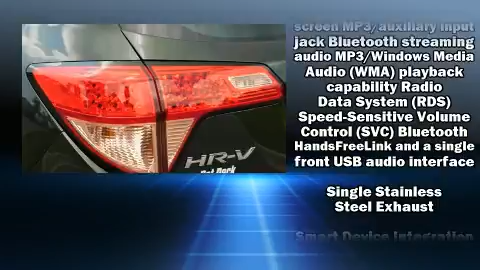 screen MP3/auxiliary input
jack Bluetooth streaming
audio MP3/Windows Media
Audio (WMA) playback
capability Radio
Data System (RDS)
Speed-Sensitive Volume
Control (SVC) Bluetooth
HandsFreeLink and a single
front USB audio interface
Single Stainless
Steel Exhaust
Smart Device Integration
HR-V